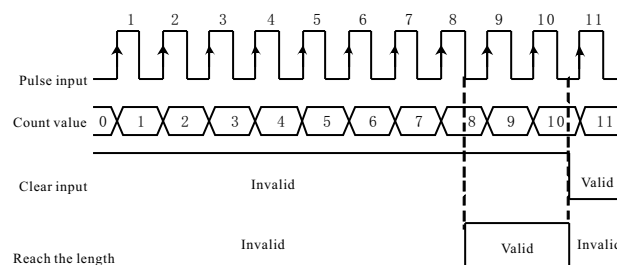 1 2 3 4 5 6 7 8 9 10 11
Pulse input
Count value 0 1 2 3 4 5 6 7 8 9 10 11
Clear input Invalid Valid
Reach the length Invalid Valid Invalid